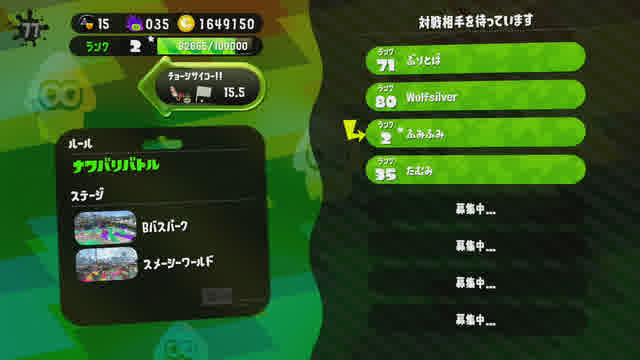 77
15
035
1649150
ランク
2
82865/100000
チョーシサイコー!!
15.5
ルール
ナワバリバトル
ステージ
Bバスパーク
スメーシーワールド
対戦相手を待っています
ランク
71 ぷりとば
ランク
80 Wolfsilver
ランク
2 ふみふみ
ランク
35 たむみ
募集中...
募集中...
募集中...
募集中...